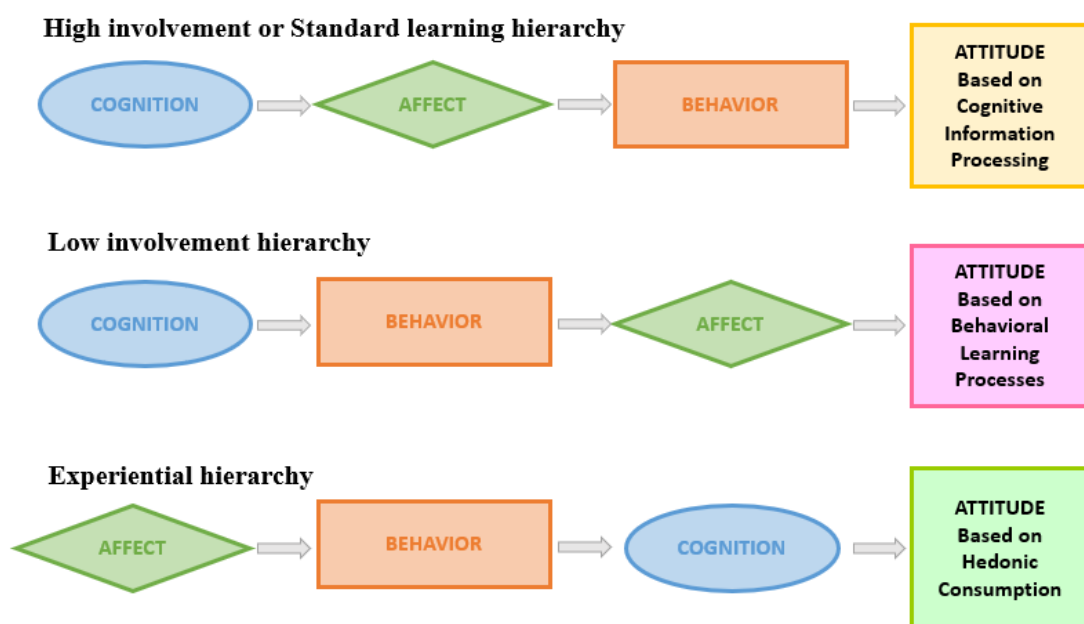 High involvement or Standard learning hierarchy
COGNITION
AFFECT
BEHAVIOR
ATTITUDE
Based on
Cognitive
Information
Processing
Low involvement hierarchy
COGNITION
BEHAVIOR
AFFECT
ATTITUDE
Based on
Behavioral
Learning
Processes
Experiential hierarchy
AFFECT
BEHAVIOR
COGNITION
ATTITUDE
Based on
Hedonic
Consumption